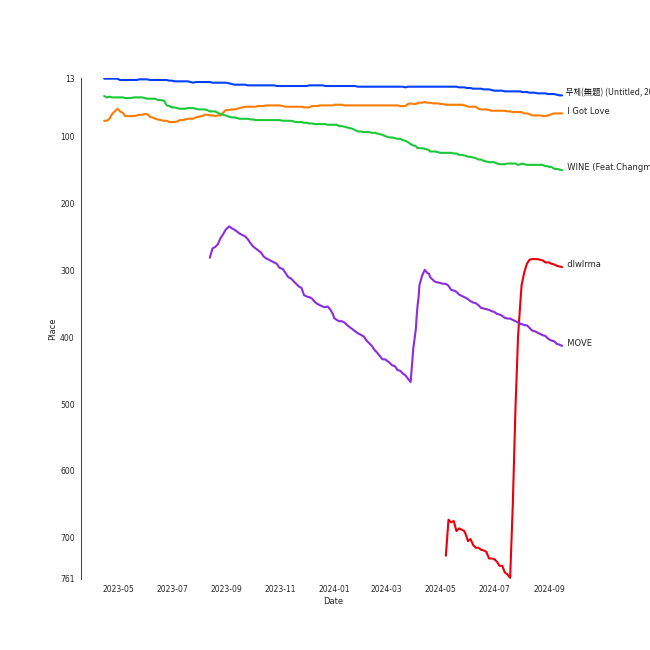 13
100
200
300
400
500
600
700
761
Place
무제(無題) (Untitled, 20
I Got Love
WINE (Feat.Changm
dlwlrma
MOVE
2023-05
2023-07
2023-09
2023-11
2024-01
2024-03
2024-05
2024-07
2024-09
Date